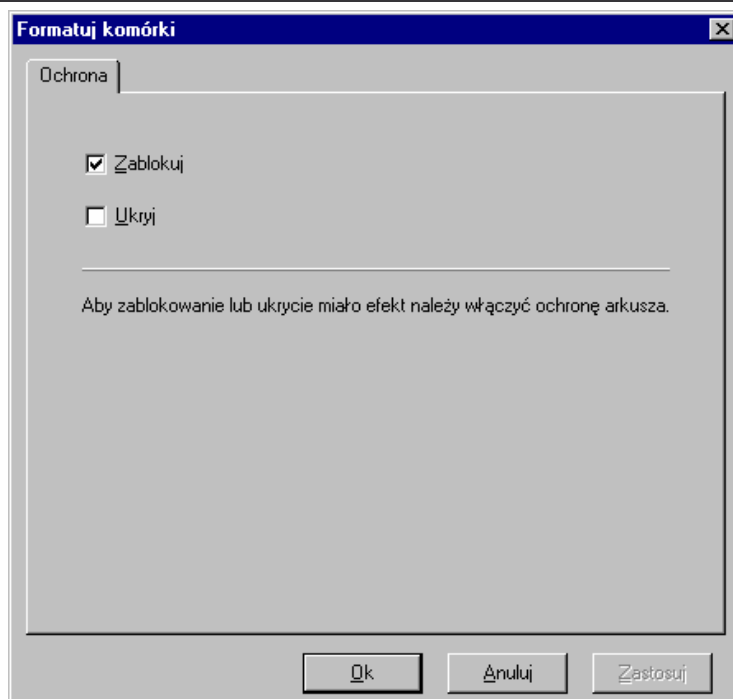 Formatuj komórki
Ochrona
Zablokuj
Ukryj
Aby zablokowanie lub ukrycie miało efekt należy włączyć ochronę arkusza.
Ok Anuluj Zastosuj